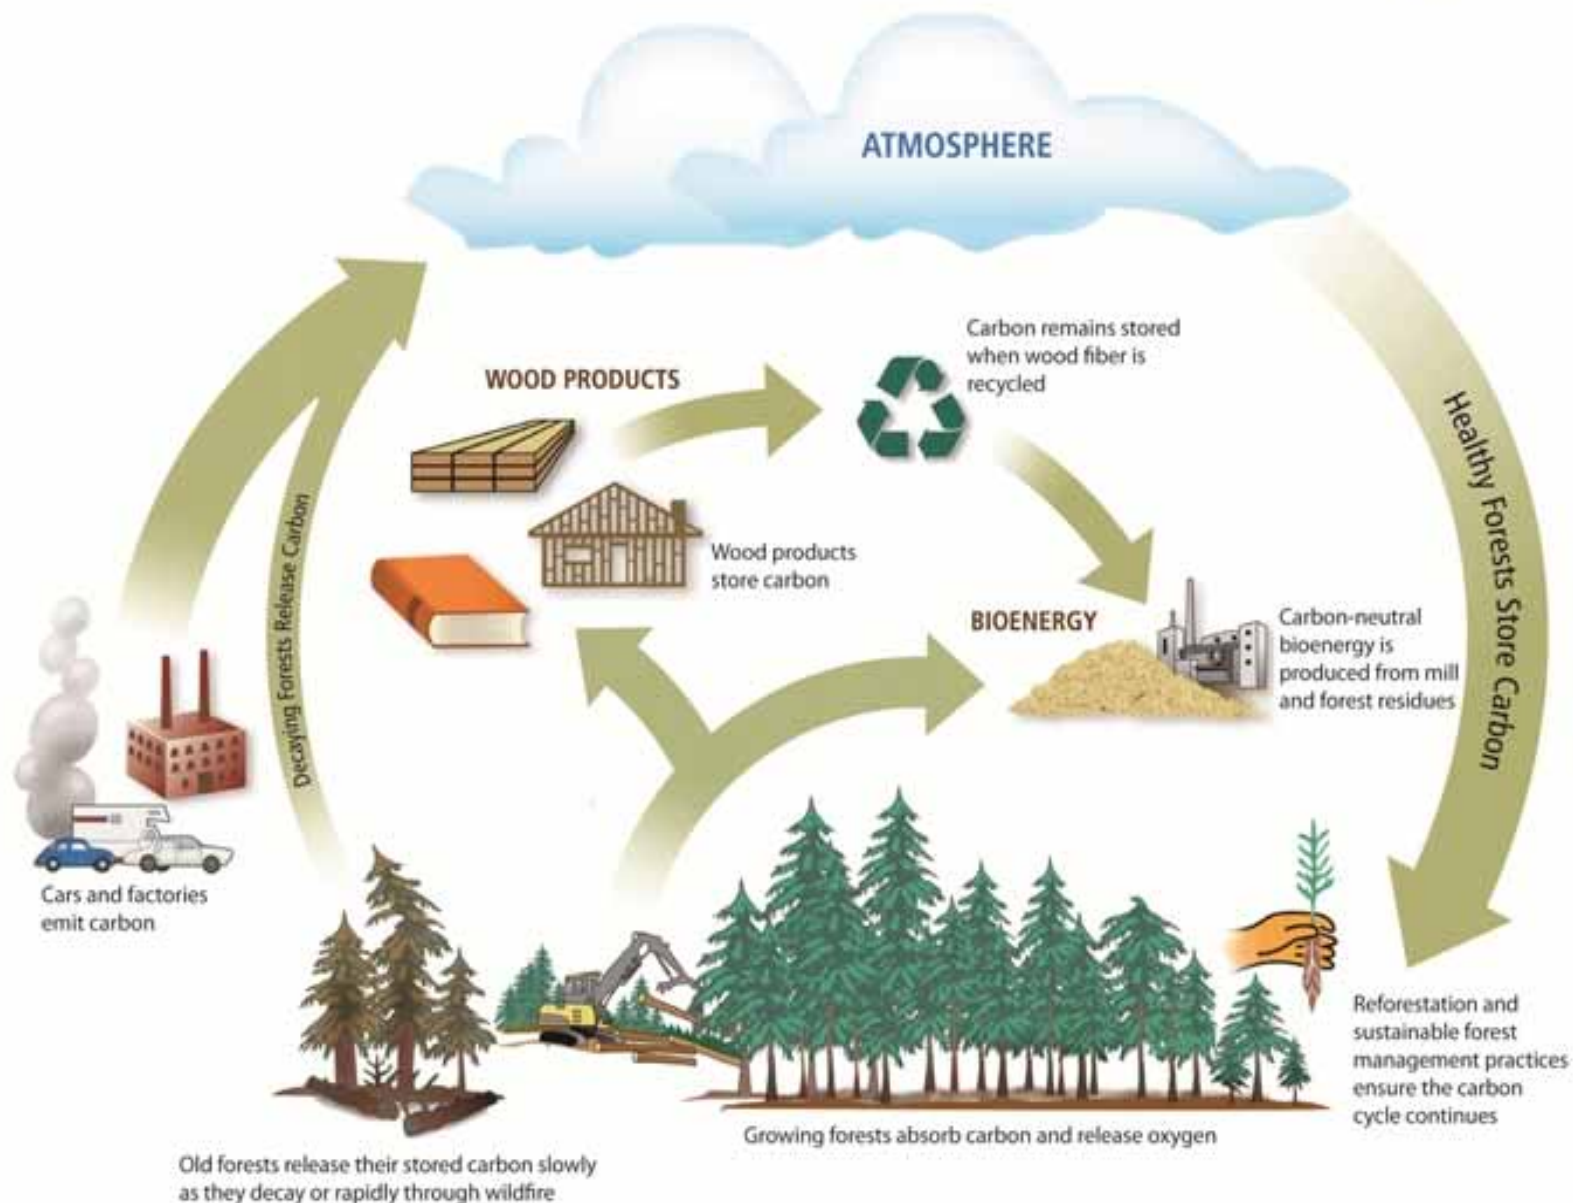 ATMOSPHERE
Carbon remains stored
when wood fiber is
recycled
WOOD PRODUCTS
Healthy Forests Store Carbon
Decaying Forests Release Carbon
Wood products
store carbon
BIOENERGY
Carbon-neutral
bioenergy is
produced from mill
and forest residues
Cars and factories
emit carbon
Reforestation and
sustainable forest
management practices
ensure the carbon
cycle continues
Growing forests absorb carbon and release oxygen
Old forests release their stored carbon slowly
as they decay or rapidly through wildfire